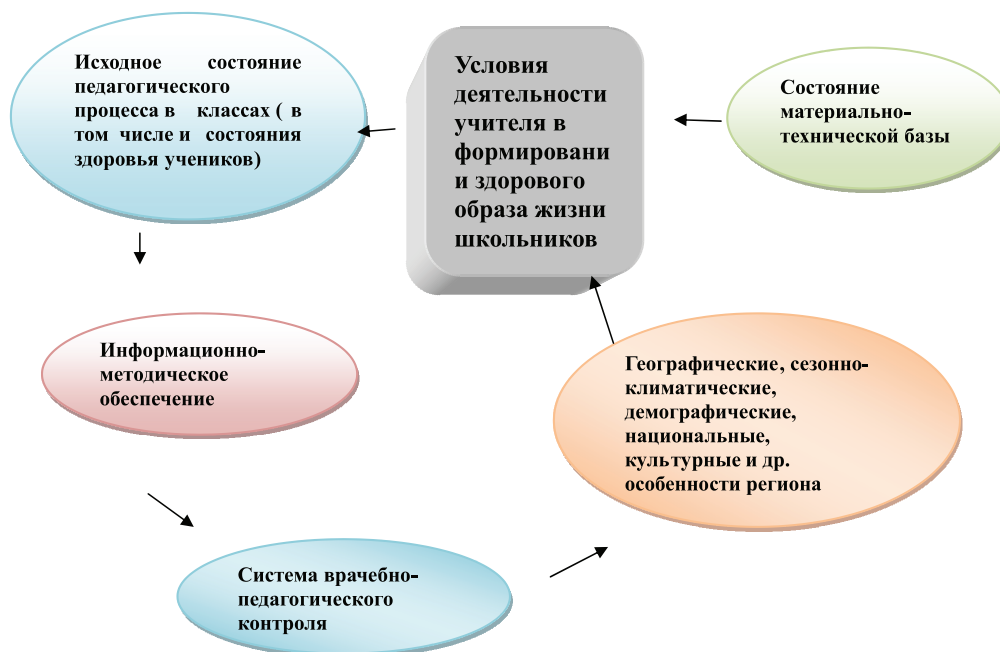 Исходное состояние
педагогического
процесса в классах ( в
том числе и состояния
здоровья учеников)
Условия
деятельности
учителя в
формировани
и здорового
образа жизни
школьников
Состояние
материально-
технической базы
Информационно-
методическое
обеспечение
Географические, сезонно-
климатические,
демографические,
национальные,
культурные и др.
особенности региона
Система врачебно-
педагогического
контроля